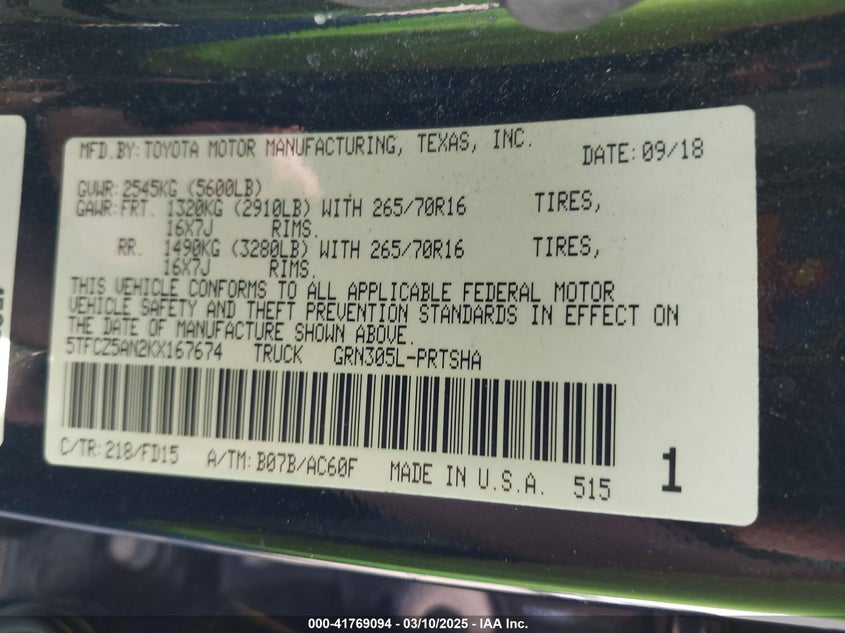 MFD.BY:TOYOTA MOTOR MANUFACTURING, TEXAS, INC. DATE:09/18
GVWR:2545KG (5600LB)
GAWR:FRT. 1320KG (2910LB) WITH 265/70R16 TIRES,
16X7J RIMS.
RR. 1490KG (3280LB) WITH 265/70R16 TIRES,
16X7J RIMS.
THIS VEHICLE CONFORMS TO ALL APPLICABLE FEDERAL MOTOR
VEHICLE SAFETY AND THEFT PREVENTION STANDARDS IN EFFECT ON
THE DATE OF MANUFACTURE SHOWN ABOVE.
5TFCZ5AN2KX167674 TRUCK GRN305L-PRTSHA
C/TR:218/FD15 A/TM:B07B/AC60F MADE IN U.S.A. 515 1
000-41769094 - 03/10/2025 - IAA Inc.